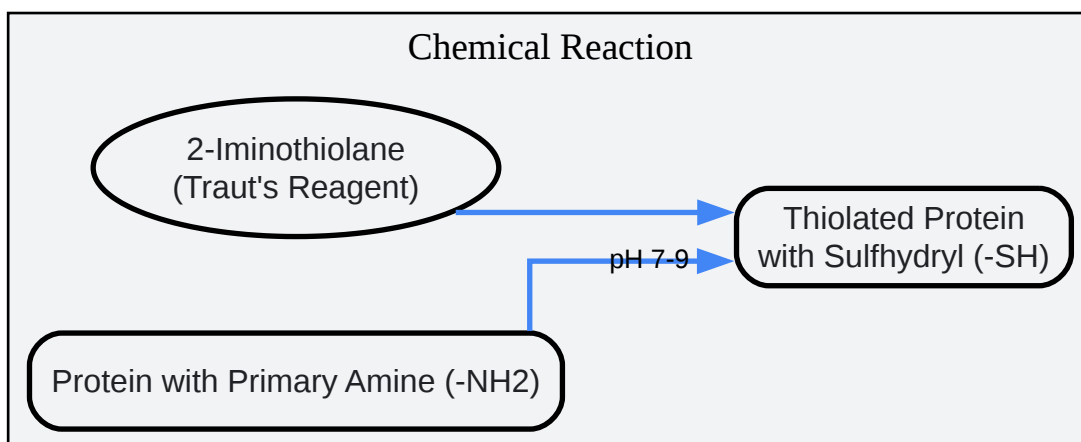 Chemical Reaction
2-Iminothiolane
(Traut's Reagent)
Thiolated Protein
with Sulfhydryl (-SH)
pH 7-9
Protein with Primary Amine (-NH2)